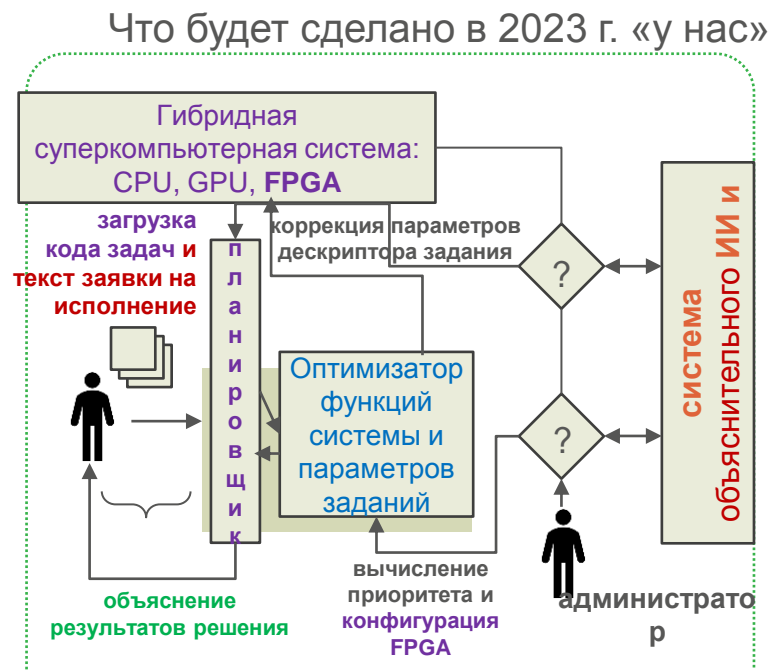 Что будет сделано в 2023 г. «у нас»
Гибридная
суперкомпьютерная система:
CPU, GPU, FPGA
загрузка
кода задач и
текст заявки на
исполнение
коррекция параметров
дескриптора задания
планировщик
Оптимизатор
функций
системы и
параметров
заданий
?
?
система
объяснительного ИИ и
объяснение
результатов решения
вычисление
приоритета и
конфигурация
FPGA
администрато
р